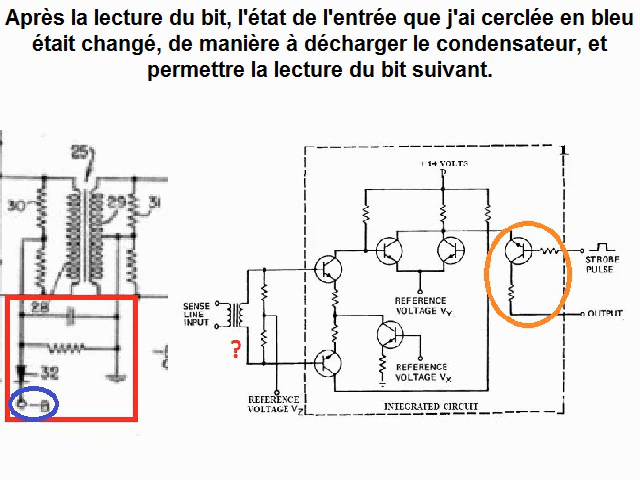 Après la lecture du bit, l'état de l'entrée que j'ai cerclée en bleu
était changé, de manière à décharger le condensateur, et
permettre la lecture du bit suivant.
25
30
29
31
28
32
-B
1
+14 VOLTS
SENSE
LINE
INPUT
?
REFERENCE
VOLTAGE VY
STROBE
PULSE
OUTPUT
REFERENCE
VOLTAGE VX
REFERENCE
VOLTAGE VZ
INTEGRATED CIRCUIT